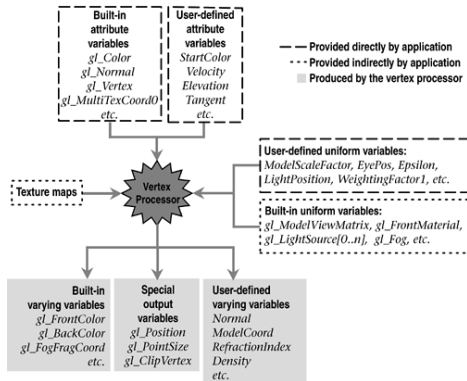 Built-in
attribute
variables
gl_Color
gl_Normal
gl_Vertex
gl_MultiTexCoord0
etc.
User-defined
attribute
variables
StartColor
Velocity
Elevation
Tangent
etc.
Provided directly by application
Provided indirectly by application
Produced by the vertex processor
Texture maps
Vertex
Processor
User-defined uniform variables:
ModelScaleFactor, EyePos, Epsilon,
LightPosition, WeightingFactor1, etc.
Built-in uniform variables:
gl_ModelViewMatrix, gl_FrontMaterial,
gl_LightSource[0..n], gl_Fog, etc.
Built-in
varying variables
gl_FrontColor
gl_BackColor
gl_FogFragCoord
etc.
Special
output
variables
gl_Position
gl_PointSize
gl_ClipVertex
User-defined
varying variables
Normal
ModelCoord
RefractionIndex
Density
etc.